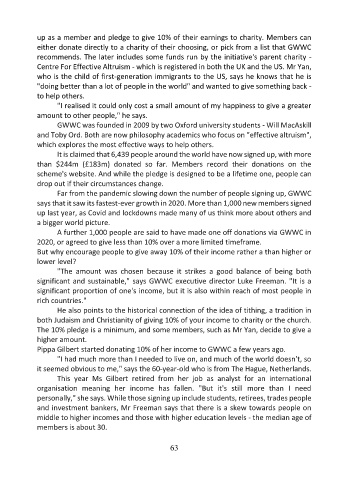 up as a member and pledge to give 10% of their earnings to charity. Members can
either donate directly to a charity of their choosing, or pick from a list that GWWC
recommends. The later includes some funds run by the initiative's parent charity -
Centre For Effective Altruism - which is registered in both the UK and the US. Mr Yan,
who is the child of first-generation immigrants to the US, says he knows that he is
"doing better than a lot of people in the world" and wanted to give something back -
to help others.
"I realised it could only cost a small amount of my happiness to give a greater
amount to other people," he says.
GWWC was founded in 2009 by two Oxford university students - Will MacAskill
and Toby Ord. Both are now philosophy academics who focus on "effective altruism",
which explores the most effective ways to help others.
It is claimed that 6,439 people around the world have now signed up, with more
than $244m (£183m) donated so far. Members record their donations on the
scheme's website. And while the pledge is designed to be a lifetime one, people can
drop out if their circumstances change.
Far from the pandemic slowing down the number of people signing up, GWWC
says that it saw its fastest-ever growth in 2020. More than 1,000 new members signed
up last year, as Covid and lockdowns made many of us think more about others and
a bigger world picture.
A further 1,000 people are said to have made one off donations via GWWC in
2020, or agreed to give less than 10% over a more limited timeframe.
But why encourage people to give away 10% of their income rather a than higher or
lower level?
"The amount was chosen because it strikes a good balance of being both
significant and sustainable," says GWWC executive director Luke Freeman. "It is a
significant proportion of one's income, but it is also within reach of most people in
rich countries."
He also points to the historical connection of the idea of tithing, a tradition in
both Judaism and Christianity of giving 10% of your income to charity or the church.
The 10% pledge is a minimum, and some members, such as Mr Yan, decide to give a
higher amount.
Pippa Gilbert started donating 10% of her income to GWWC a few years ago.
"I had much more than I needed to live on, and much of the world doesn't, so
it seemed obvious to me," says the 60-year-old who is from The Hague, Netherlands.
This year Ms Gilbert retired from her job as analyst for an international
organisation meaning her income has fallen. "But it's still more than I need
personally," she says. While those signing up include students, retirees, trades people
and investment bankers, Mr Freeman says that there is a skew towards people on
middle to higher incomes and those with higher education levels - the median age of
members is about 30.
63